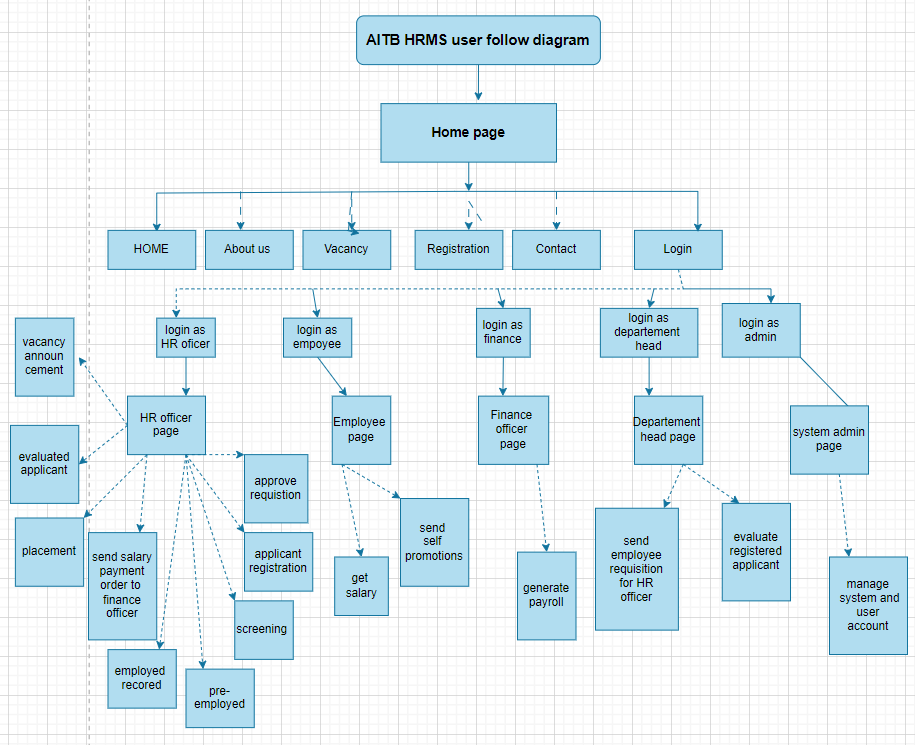 AITB HRMS user follow diagram
Home page
HOME
About us
Vacancy
Registration
Contact
Login
login as
HR oficer
login as
empoyee
login as
finance
login as
departement
head
login as
admin
vacancy
announ
cement
HR officer
page
Employee
page
Finance
officer
page
Departement
head page
system admin
page
evaluated
applicant
approve
requistion
placement
send salary
payment
order to
finance
officer
applicant
registration
screening
employed
recored
pre-
employed
get
salary
send
self
promotions
generate
payroll
send
employee
requisition
for HR
officer
evaluate
registered
applicant
manage
system and
user
account